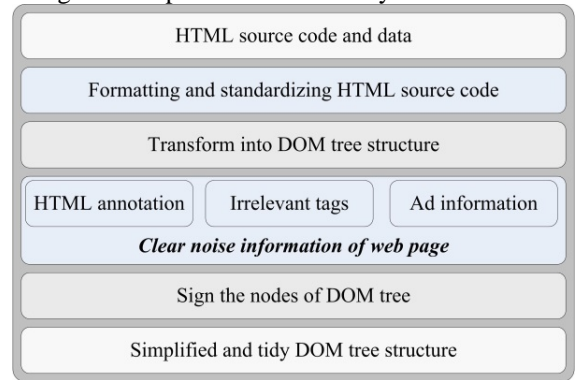 HTML source code and data
Formatting and standardizing HTML source code
Transform into DOM tree structure
HTML annotation Irrelevant tags Ad information
Clear noise information of web page
Sign the nodes of DOM tree
Simplified and tidy DOM tree structure